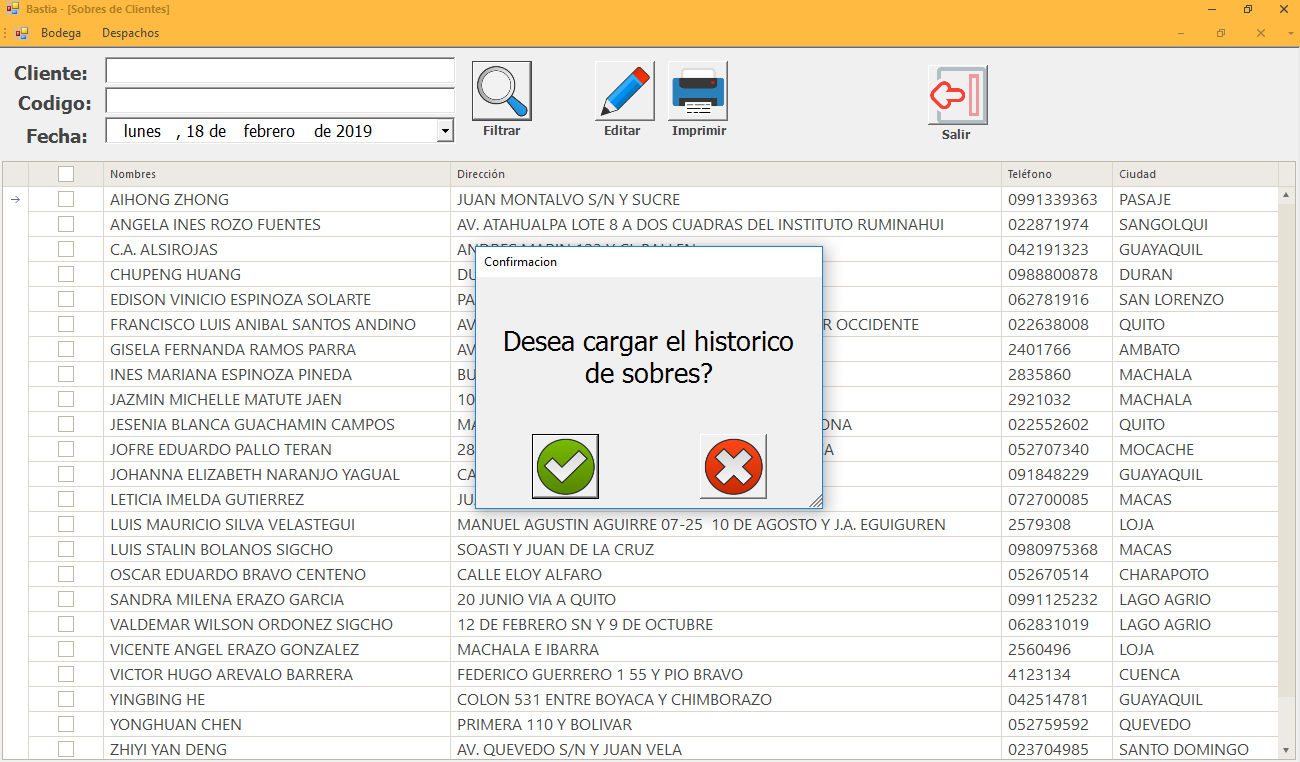 Bastia - [Sobres de Clientes]
Bodega Despachos
Cliente:
Codigo:
Fecha: lunes , 18 de febrero de 2019
Filtrar Editar Imprimir Salir
Nombres Dirección Teléfono Ciudad
AIHONG ZHONG JUAN MONTALVO S/N Y SUCRE 0991339363 PASAJE
ANGELA INES ROZO FUENTES AV. ATAHUALPA LOTE 8 A DOS CUADRAS DEL INSTITUTO RUMINAHUI 022871974 SANGOLQUI
C.A. ALSIROJAS 042191323 GUAYAQUIL
CHUPENG HUANG DU 0988800878 DURAN
EDISON VINICIO ESPINOZA SOLARTE PA 062781916 SAN LORENZO
FRANCISCO LUIS ANIBAL SANTOS ANDINO AV R OCCIDENTE 022638008 QUITO
GISELA FERNANDA RAMOS PARRA AV 2401766 AMBATO
INES MARIANA ESPINOZA PINEDA BU 2835860 MACHALA
JAZMIN MICHELLE MATUTE JAEN 10 2921032 MACHALA
JESENIA BLANCA GUACHAMIN CAMPOS MA ONA 022552602 QUITO
JOFRE EDUARDO PALLO TERAN 28 A 052707340 MOCACHE
JOHANNA ELIZABETH NARANJO YAGUAL CA 091848229 GUAYAQUIL
LETICIA IMELDA GUTIERREZ JU 072700085 MACAS
LUIS MAURICIO SILVA VELASTEGUI MANUEL AGUSTIN AGUIRRE 07-25 10 DE AGOSTO Y J.A. EGUIGUREN 2579308 LOJA
LUIS STALIN BOLANOS SIGCHO SOASTI Y JUAN DE LA CRUZ 0980975368 MACAS
OSCAR EDUARDO BRAVO CENTENO CALLE ELOY ALFARO 052670514 CHARAPOTO
SANDRA MILENA ERAZO GARCIA 20 JUNIO VIA A QUITO 0991125232 LAGO AGRIO
VALDEMAR WILSON ORDONEZ SIGCHO 12 DE FEBRERO SN Y 9 DE OCTUBRE 062831019 LAGO AGRIO
VICENTE ANGEL ERAZO GONZALEZ MACHALA E IBARRA 2560496 LOJA
VICTOR HUGO AREVALO BARRERA FEDERICO GUERRERO 1 55 Y PIO BRAVO 4123134 CUENCA
YINGBING HE COLON 531 ENTRE BOYACA Y CHIMBORAZO 042514781 GUAYAQUIL
YONGHUAN CHEN PRIMERA 110 Y BOLIVAR 052759592 QUEVEDO
ZHIYI YAN DENG AV. QUEVEDO S/N Y JUAN VELA 023704985 SANTO DOMINGO
Confirmacion
Desea cargar el historico
de sobres?